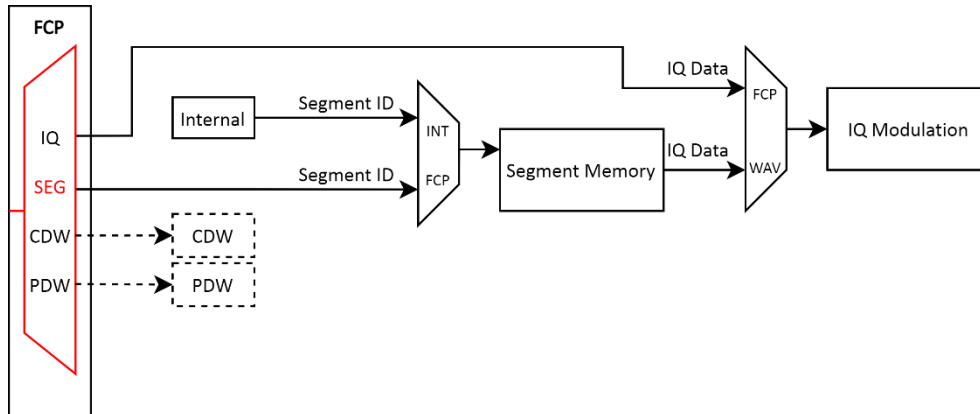 FCP
IQ
SEG
CDW
PDW
Internal
Segment ID
Segment ID
CDW
PDW
INT
FCP
Segment Memory
IQ Data
IQ Data
FCP
WAV
IQ Modulation